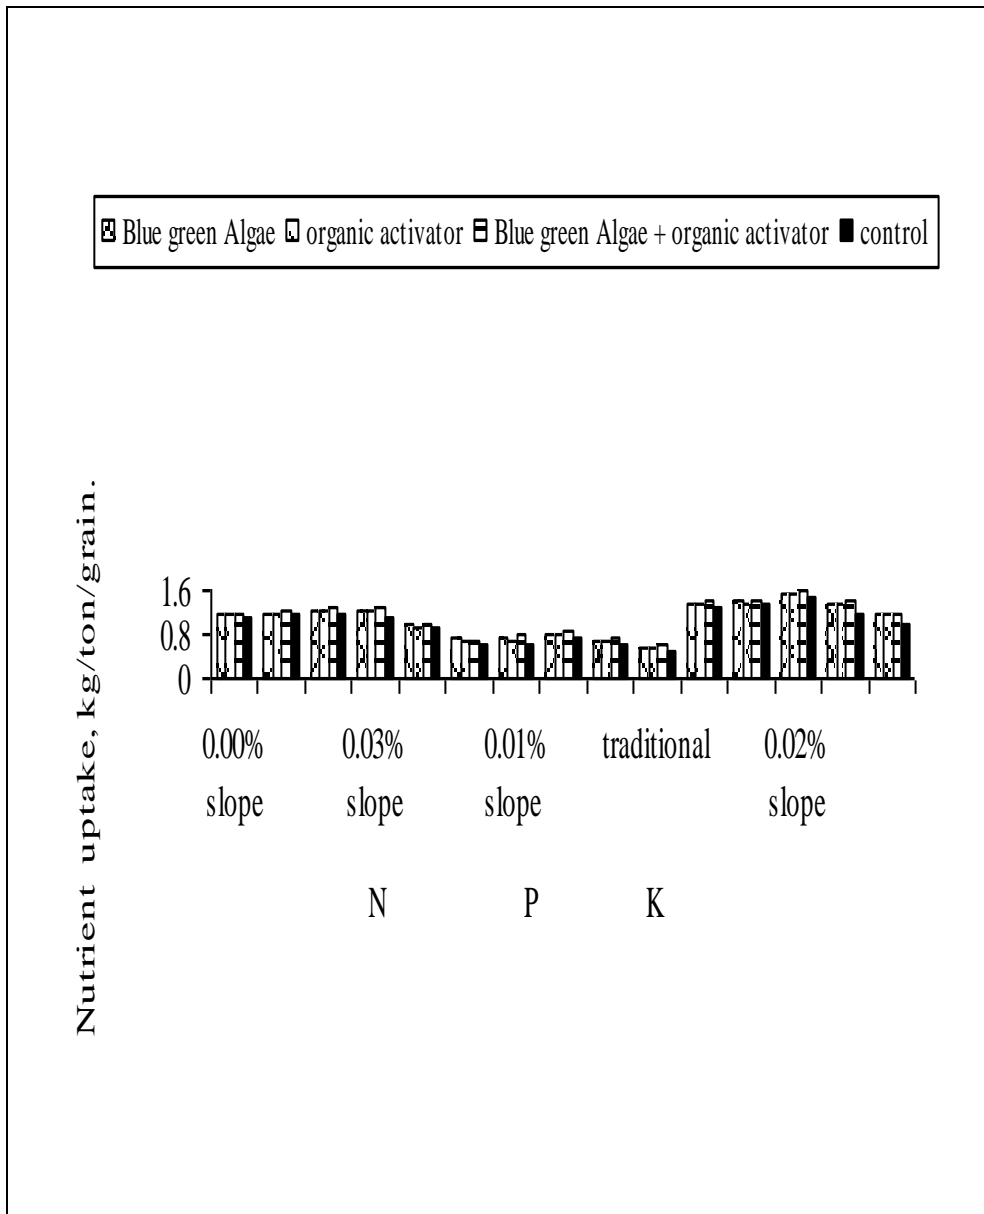 Blue green Algae organic activator Blue green Algae + organic activator control
Nutrient uptake, kg/ton/grain.
1.6
0.8
0
0.00% 0.03% 0.01% traditional 0.02%
slope slope slope slope
N P K